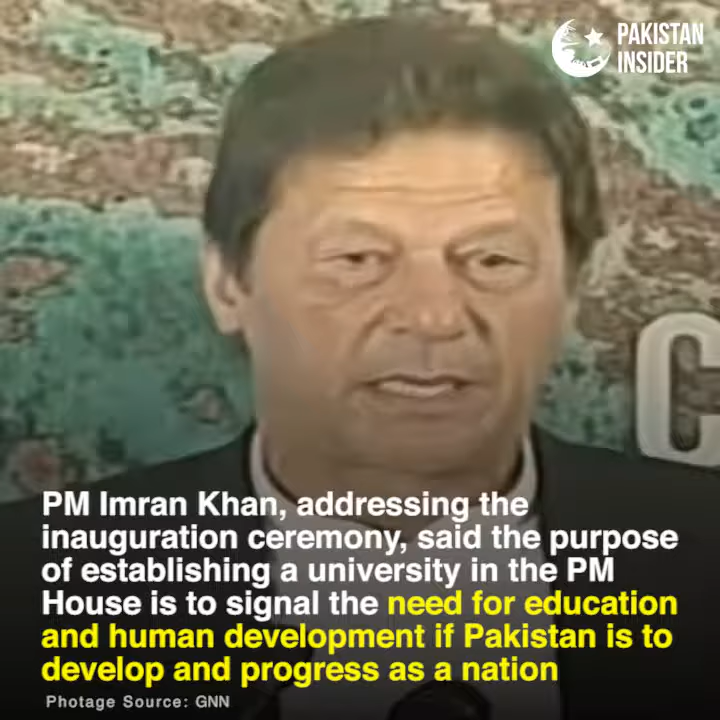 PAKISTAN
INSIDER
C
PM Imran Khan, addressing the
inauguration ceremony, said the purpose
of establishing a university in the PM
House is to signal the need for education
and human development if Pakistan is to
develop and progress as a nation
Photage Source: GNN